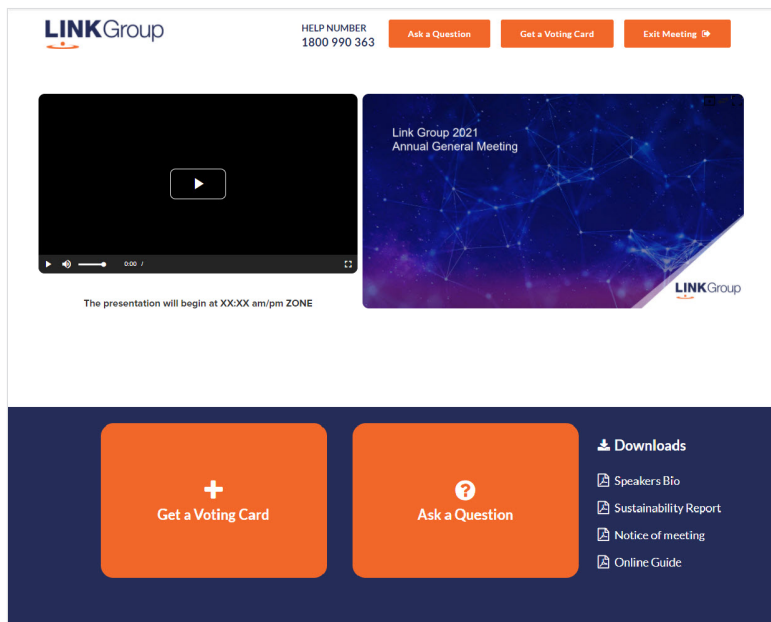 LINKGroup
HELP NUMBER
1800 990 363
Ask a Question
Get a Voting Card
Exit Meeting
Link Group 2021
Annual General Meeting
LINKGroup
0:00 /
The presentation will begin at XX:XX am/pm ZONE
Get a Voting Card
Ask a Question
Downloads
Speakers Bio
Sustainability Report
Notice of meeting
Online Guide